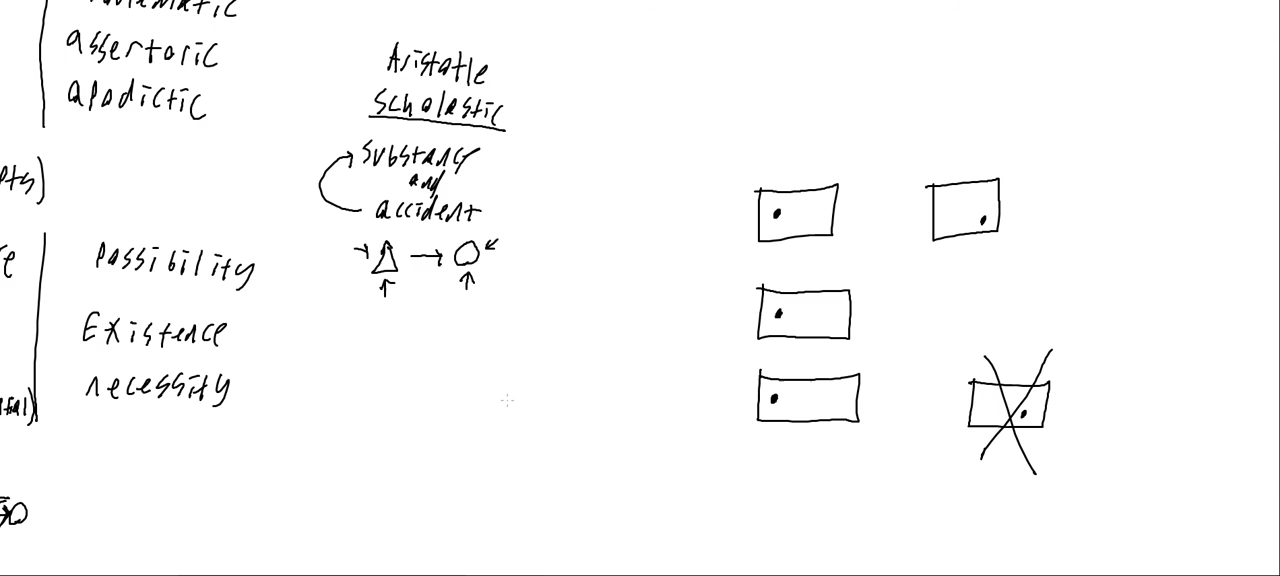 assertoric
apodictic
Aristotle
Scholastic
substance
and
accident
Possibility
Existence
necessity